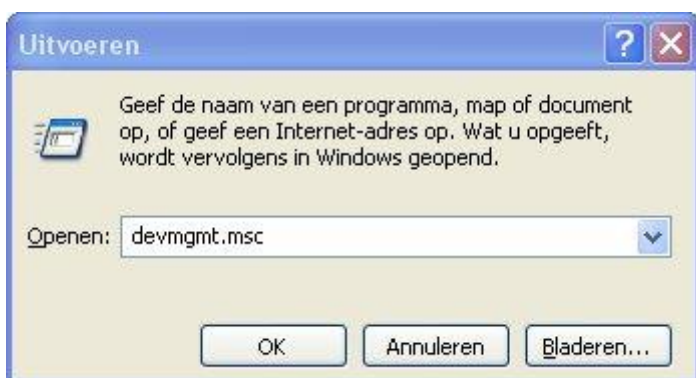 Uitvoeren
Geef de naam van een programma, map of document
op, of geef een Internet-adres op. Wat u opgeeft,
wordt vervolgens in Windows geopend.
Openen: devmgmt.msc
OK Annuleren Bladeren...